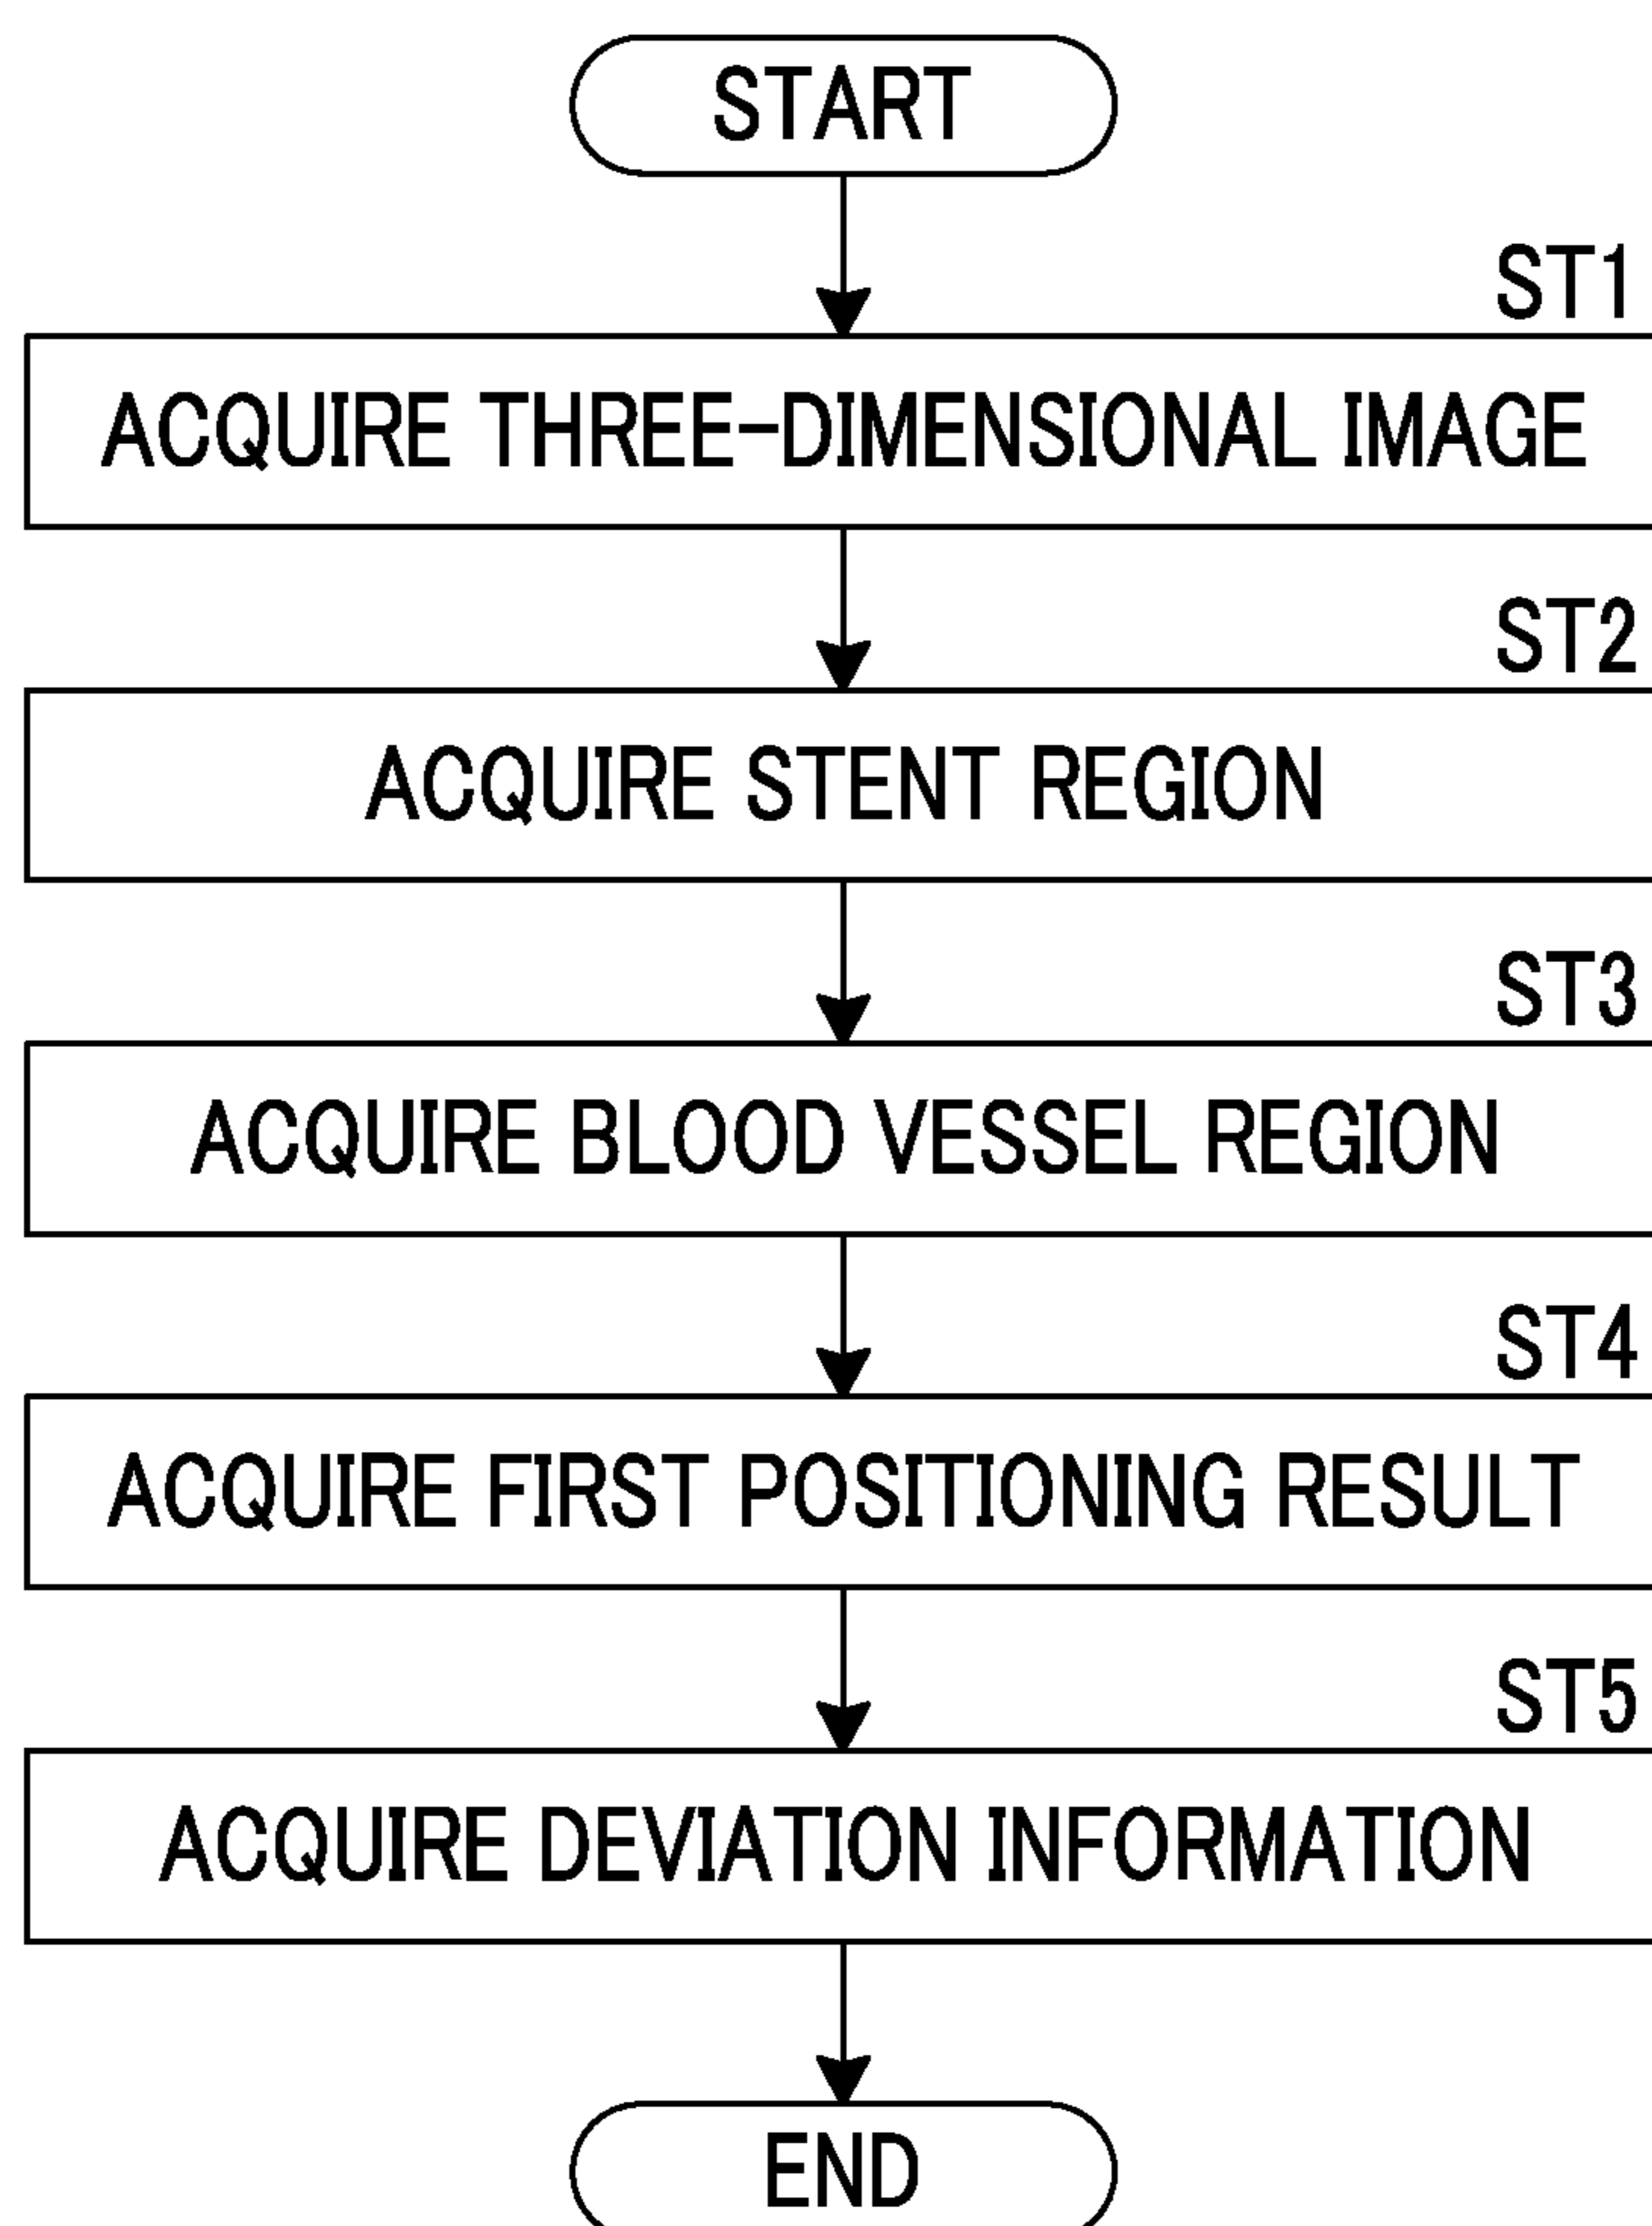 START
ST1
ACQUIRE THREE-DIMENSIONAL IMAGE
ST2
ACQUIRE STENT REGION
ST3
ACQUIRE BLOOD VESSEL REGION
ST4
ACQUIRE FIRST POSITIONING RESULT
ST5
ACQUIRE DEVIATION INFORMATION
END